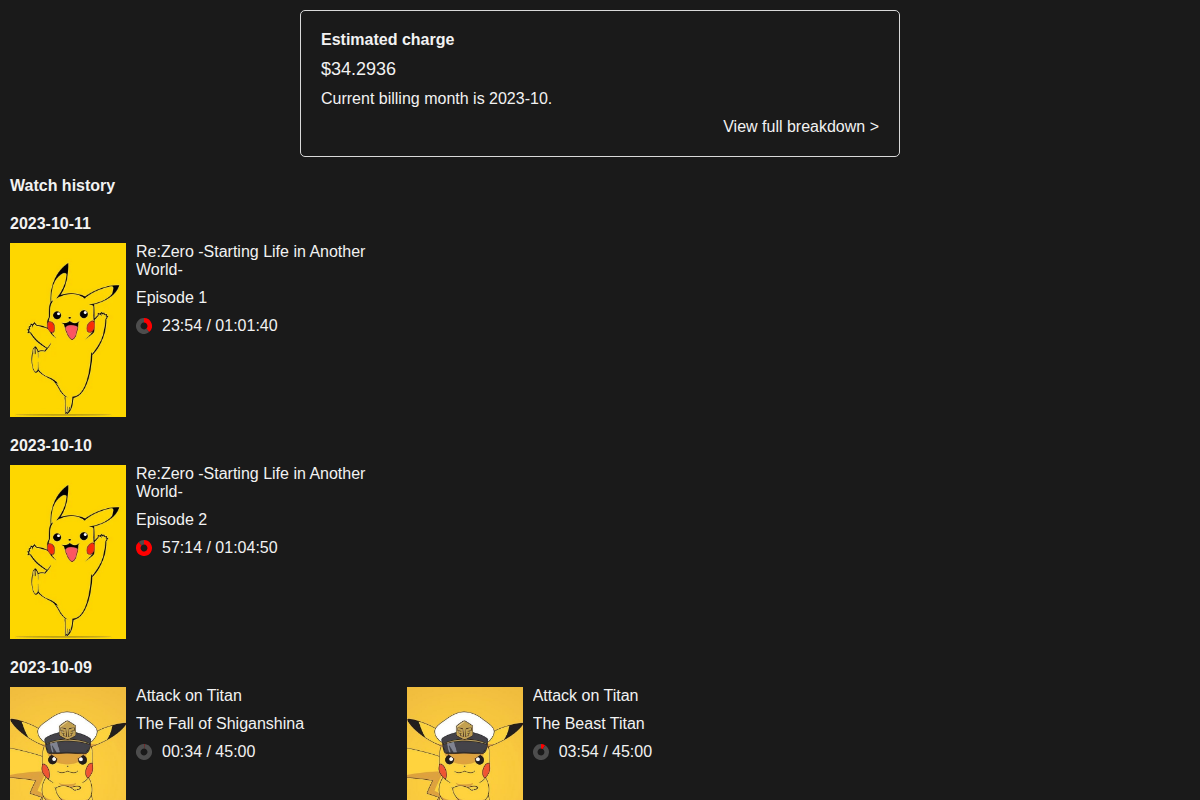 Estimated charge
$34.2936
Current billing month is 2023-10.
View full breakdown >
Watch history
2023-10-11
Re:Zero -Starting Life in Another
World-
Episode 1
23:54 / 01:01:40
2023-10-10
Re:Zero -Starting Life in Another
World-
Episode 2
57:14 / 01:04:50
2023-10-09
Attack on Titan
The Fall of Shiganshina
00:34 / 45:00
Attack on Titan
The Beast Titan
03:54 / 45:00